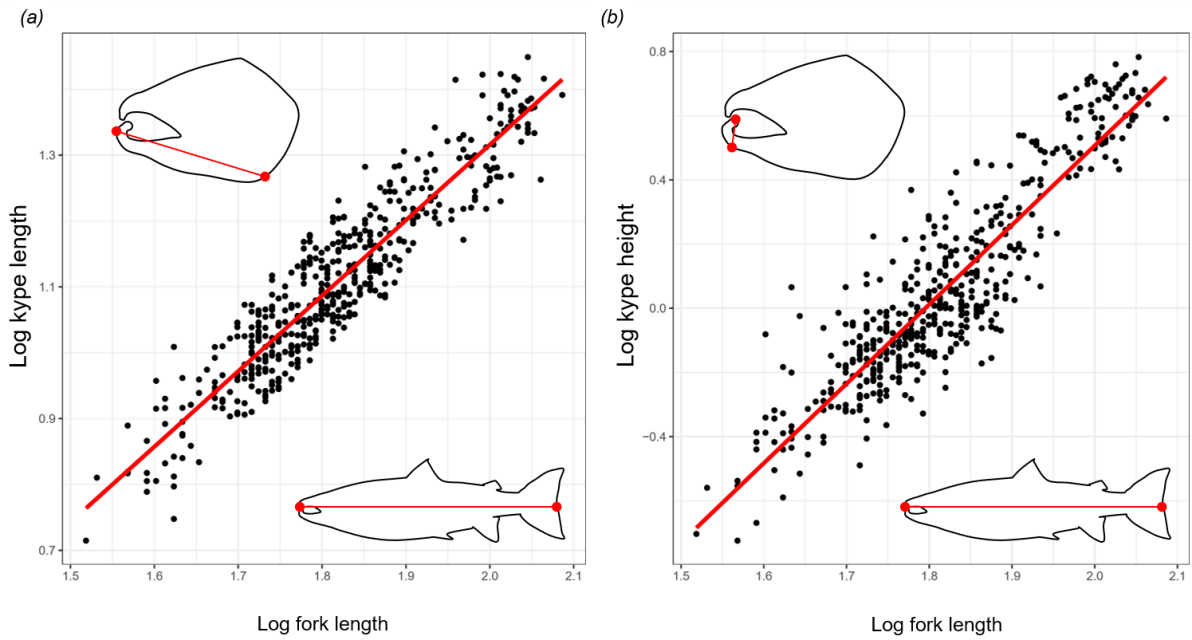 (a)
(b)
Log kype length
1.3
1.1
0.9
0.7
1.5 1.6 1.7 1.8 1.9 2.0 2.1
Log fork length
Log kype height
0.8
0.4
0.0
−0.4
1.5 1.6 1.7 1.8 1.9 2.0 2.1
Log fork length